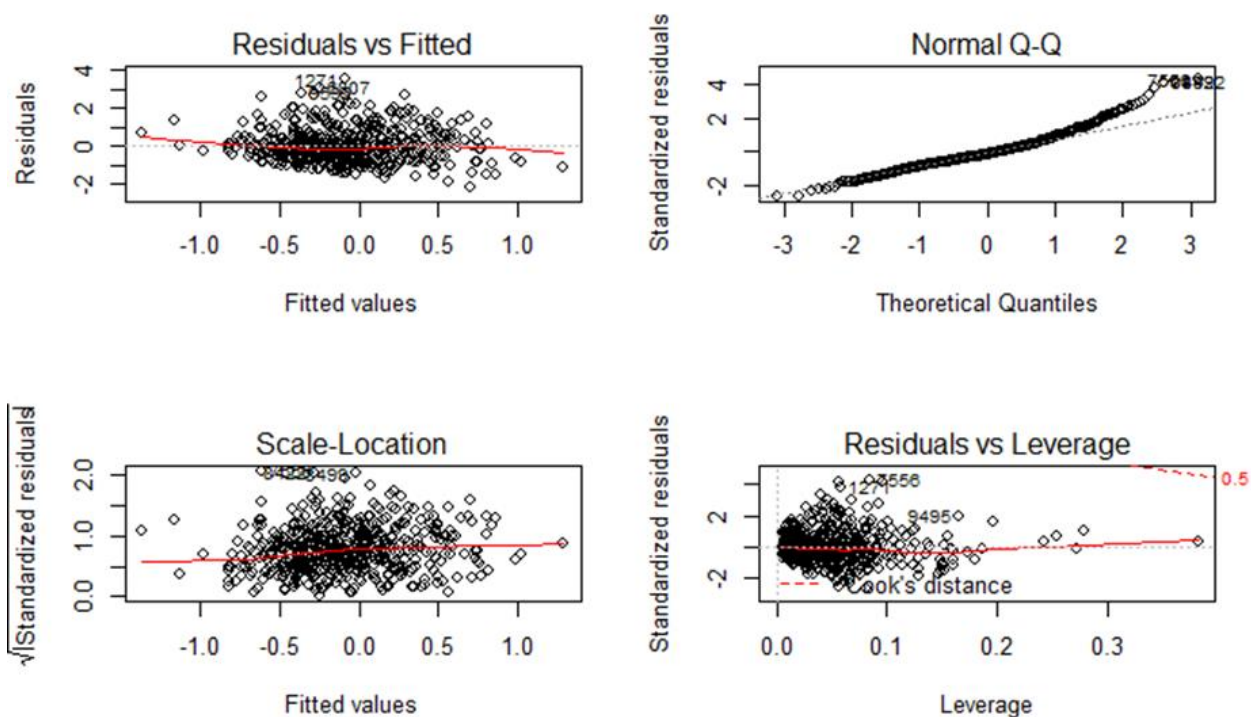 Residuals vs Fitted
Residuals
4
2
0
-2
1271
-1.0 -0.5 0.0 0.5 1.0
Fitted values
Normal Q-Q
Standardized residuals
4
2
-2
-3 -2 -1 0 1 2 3
Theoretical Quantiles
Scale-Location
√|Standardized residuals|
2.0
1.0
0.0
-1.0 -0.5 0.0 0.5 1.0
Fitted values
Residuals vs Leverage
Standardized residuals
2
-2
1271
9495
0.5
Cook's distance
0.0 0.1 0.2 0.3
Leverage